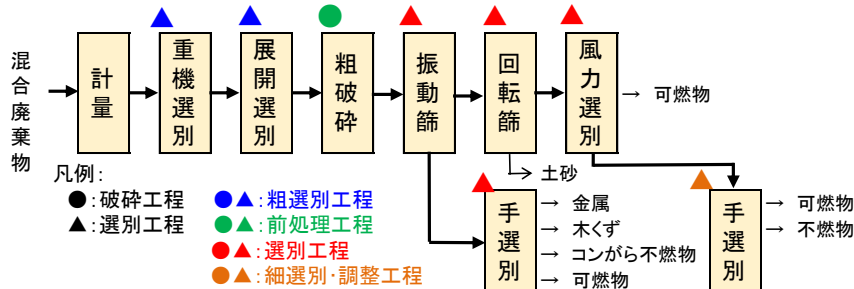 混合廃棄物
計量
重機選別
展開選別
粗破砕
振動篩
回転篩
風力選別
→ 可燃物
土砂
凡例:
●:破砕工程
▲:選別工程
●▲:粗選別工程
●▲:前処理工程
●▲:選別工程
●▲:細選別・調整工程
手選別
→ 金属
→ 木くず
→ コンがら不燃物
→ 可燃物
手選別
→ 可燃物
→ 不燃物